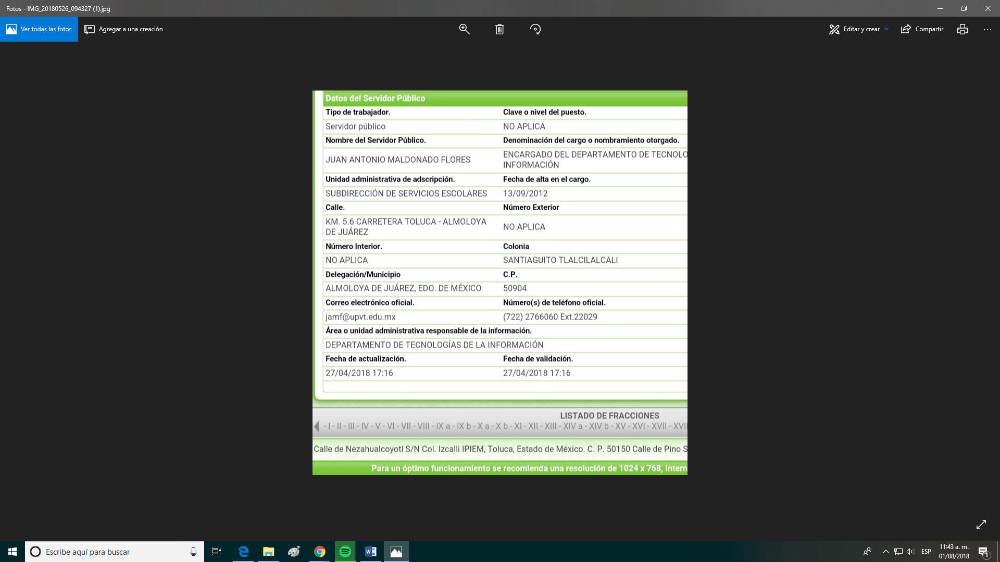 Fotos - IMG_20180526_094327 (1).jpg
Ver todas las fotos
Agregar a una creación
Editar y crear
Compartir
Datos del Servidor Público
Tipo de trabajador. Clave o nivel del puesto.
Servidor público NO APLICA
Nombre del Servidor Público. Denominación del cargo o nombramiento otorgado.
JUAN ANTONIO MALDONADO FLORES ENCARGADO DEL DEPARTAMENTO DE TECNOLO
INFORMACIÓN
Unidad administrativa de adscripción. Fecha de alta en el cargo.
SUBDIRECCIÓN DE SERVICIOS ESCOLARES 13/09/2012
Calle. Número Exterior
KM. 5.6 CARRETERA TOLUCA - ALMOLOYA
DE JUÁREZ NO APLICA
Número Interior. Colonia
NO APLICA SANTIAGUITO TLALCILALCALI
Delegación/Municipio C.P.
ALMOLOYA DE JUÁREZ, EDO. DE MÉXICO 50904
Correo electrónico oficial. Número(s) de teléfono oficial.
jamf@upvt.edu.mx (722) 2766060 Ext.22029
Área o unidad administrativa responsable de la información.
DEPARTAMENTO DE TECNOLOGÍAS DE LA INFORMACIÓN
Fecha de actualización. Fecha de validación.
27/04/2018 17:16 27/04/2018 17:16
LISTADO DE FRACCIONES
- I - II - III - IV - V - VI - VII - VIII - IX a - IX b - X a - X b - XI - XII - XIII - XIV a - XIV b - XV - XVI - XVII - XVII
Calle de Nezahualcoyotl S/N Col. Izcalli IPIEM, Toluca, Estado de México. C. P. 50150 Calle de Pino S
Para un óptimo funcionamiento se recomienda una resolución de 1024 x 768, Intern
Escribe aquí para buscar
ESP
11:43 a. m.
01/08/2018
1